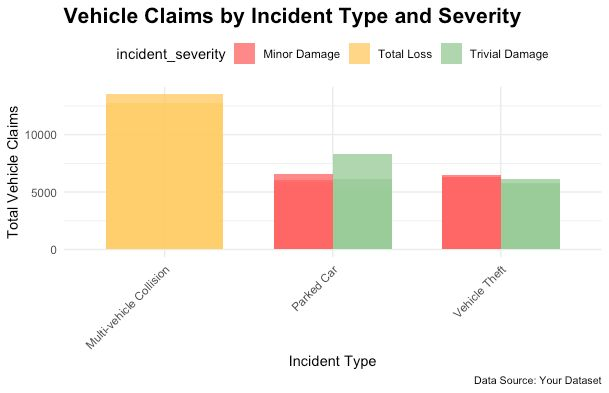 Vehicle Claims by Incident Type and Severity
incident_severity Minor Damage Total Loss Trivial Damage
Total Vehicle Claims
10000
5000
0
Multi-vehicle Collision
Parked Car
Vehicle Theft
Incident Type
Data Source: Your Dataset